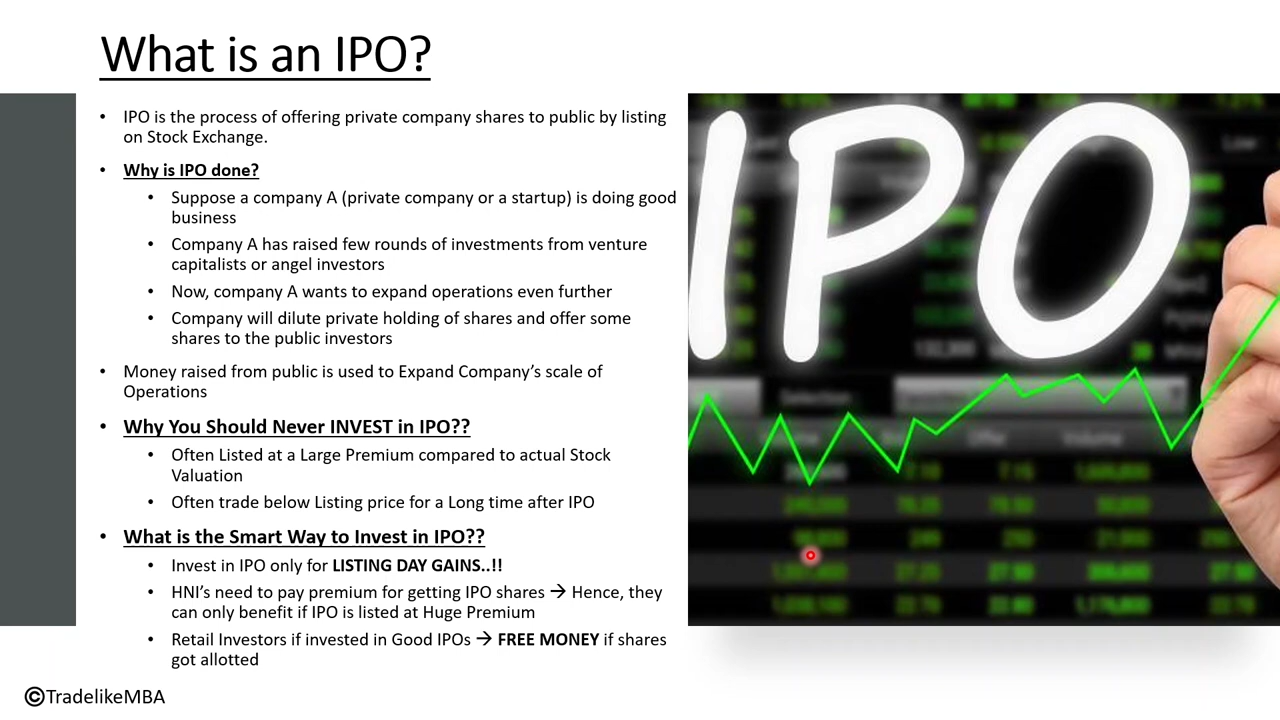 What is an IPO?
• IPO is the process of offering private company shares to public by listing
on Stock Exchange.
• Why is IPO done?
• Suppose a company A (private company or a startup) is doing good
business
• Company A has raised few rounds of investments from venture
capitalists or angel investors
• Now, company A wants to expand operations even further
• Company will dilute private holding of shares and offer some
shares to the public investors
• Money raised from public is used to Expand Company’s scale of
Operations
• Why You Should Never INVEST in IPO??
• Often Listed at a Large Premium compared to actual Stock
Valuation
• Often trade below Listing price for a Long time after IPO
• What is the Smart Way to Invest in IPO??
• Invest in IPO only for LISTING DAY GAINS..!!
• HNI’s need to pay premium for getting IPO shares → Hence, they
can only benefit if IPO is listed at Huge Premium
• Retail Investors if invested in Good IPOs → FREE MONEY if shares
got allotted
©TradelikeMBA
IPO
Low
Selection
Offer
Volume